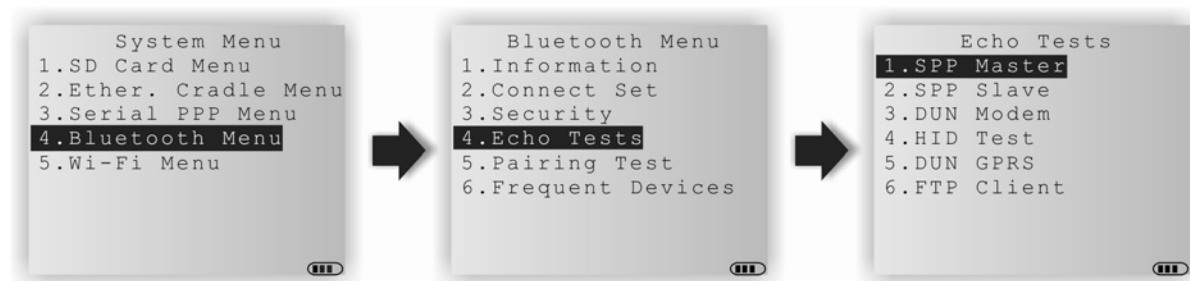 System Menu
1.SD Card Menu
2.Ether. Cradle Menu
3.Serial PPP Menu
4.Bluetooth Menu
5.Wi-Fi Menu
Bluetooth Menu
1.Information
2.Connect Set
3.Security
4.Echo Tests
5.Pairing Test
6.Frequent Devices
Echo Tests
1.SPP Master
2.SPP Slave
3.DUN Modem
4.HID Test
5.DUN GPRS
6.FTP Client